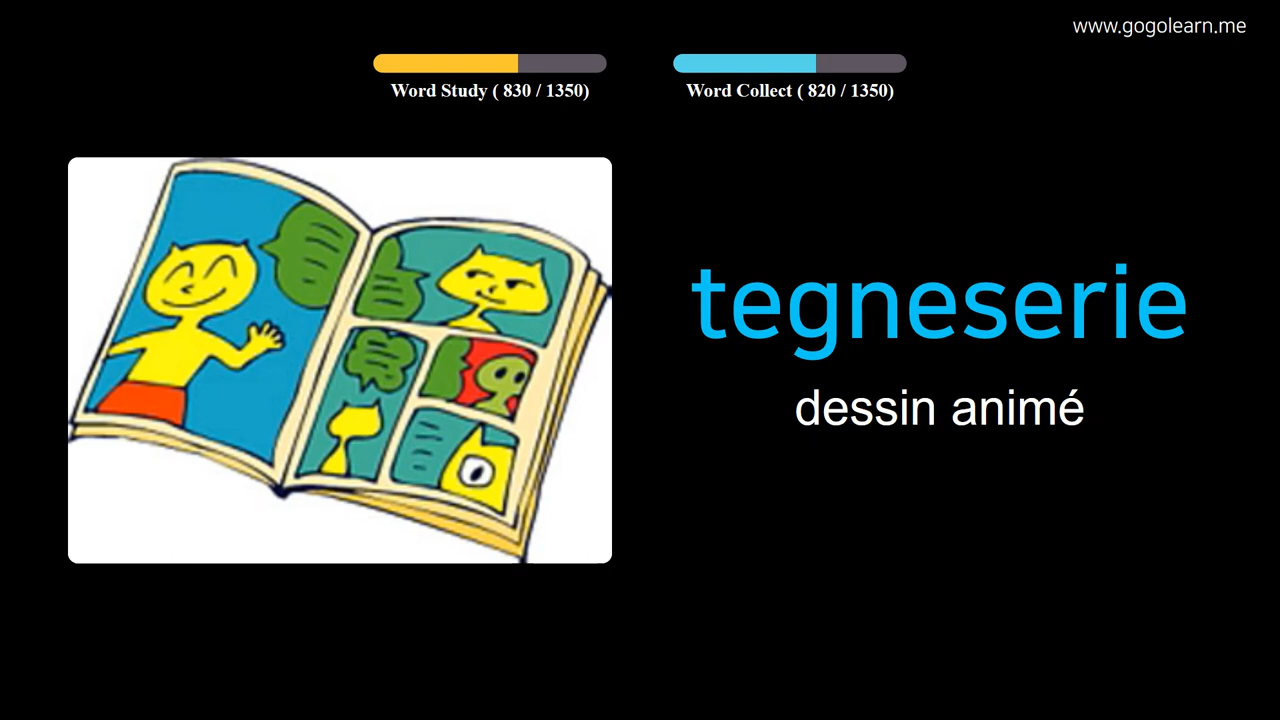 www.gogolearn.me
Word Study ( 830 / 1350)
Word Collect ( 820 / 1350)
tegneserie
dessin animé